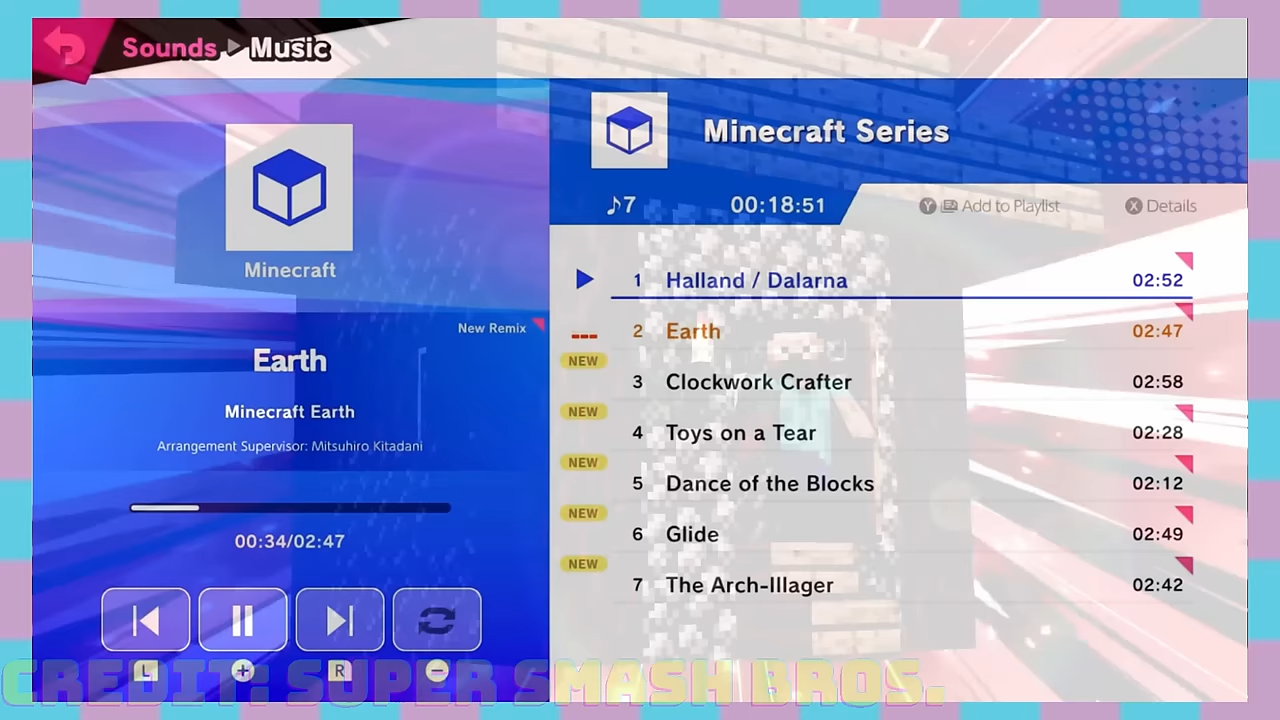 Sounds ▶ Music
Minecraft
New Remix
Earth
Minecraft Earth
Arrangement Supervisor: Mitsuhiro Kitadani
00:34/02:47
L + R −
Minecraft Series
♪7 00:18:51
Y Add to Playlist X Details
1 Halland / Dalarna 02:52
2 Earth 02:47
NEW
3 Clockwork Crafter 02:58
NEW
4 Toys on a Tear 02:28
NEW
5 Dance of the Blocks 02:12
NEW
6 Glide 02:49
NEW
7 The Arch-Illager 02:42
CREDIT: SUPER SMASH BROS.